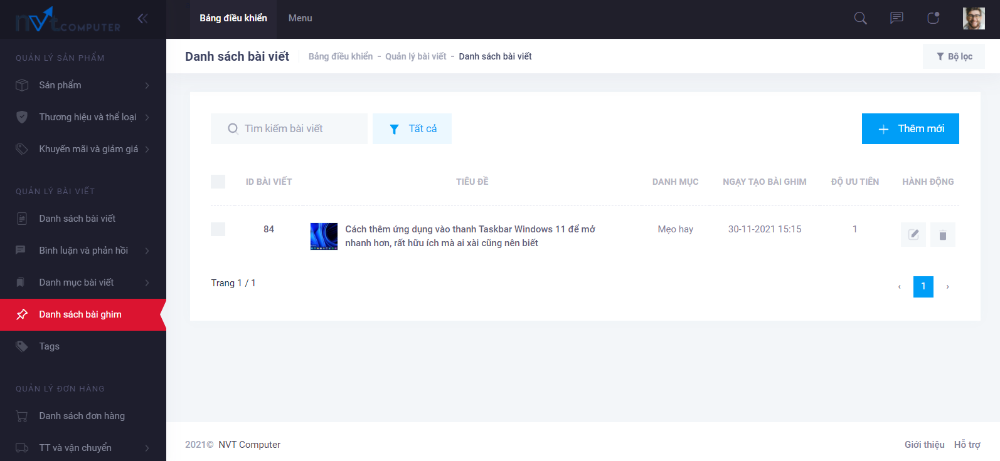 nvt COMPUTER
Bảng điều khiển
Menu
QUẢN LÝ SẢN PHẨM
Sản phẩm
Thương hiệu và thể loại
Khuyến mãi và giảm giá
QUẢN LÝ BÀI VIẾT
Danh sách bài viết
Bình luận và phản hồi
Danh mục bài viết
Danh sách bài ghim
Tags
QUẢN LÝ ĐƠN HÀNG
Danh sách đơn hàng
TT và vận chuyển
Danh sách bài viết
Bảng điều khiển - Quản lý bài viết - Danh sách bài viết
Bộ lọc
Tìm kiếm bài viết
Tất cả
Thêm mới
ID BÀI VIẾT TIÊU ĐỀ DANH MỤC NGẠY TẠO BÀI GHIM ĐỘ ƯU TIÊN HÀNH ĐỘNG
84 Cách thêm ứng dụng vào thanh Taskbar Windows 11 để mở Mẹo hay 30-11-2021 15:15 1
nhanh hơn, rất hữu ích mà ai xài cũng nên biết
Trang 1 / 1
‹ 1 ›
2021© NVT Computer
Giới thiệu Hỗ trợ